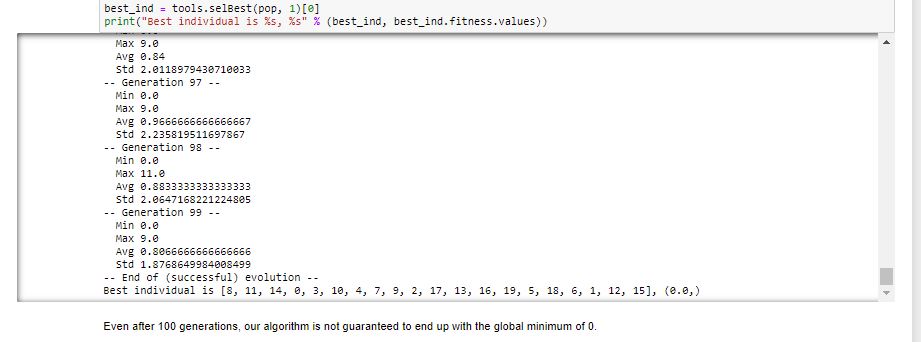 best_ind = tools.selBest(pop, 1)[0]
print("Best individual is %s, %s" % (best_ind, best_ind.fitness.values))
Max 9.0
Avg 0.84
Std 2.0118979430710033
-- Generation 97 --
Min 0.0
Max 9.0
Avg 0.9666666666666667
Std 2.235819511697867
-- Generation 98 --
Min 0.0
Max 11.0
Avg 0.8833333333333333
Std 2.0647168221224805
-- Generation 99 --
Min 0.0
Max 9.0
Avg 0.8066666666666666
Std 1.8768649984008499
-- End of (successful) evolution --
Best individual is [8, 11, 14, 0, 3, 10, 4, 7, 9, 2, 17, 13, 16, 19, 5, 18, 6, 1, 12, 15], (0.0,)
Even after 100 generations, our algorithm is not guaranteed to end up with the global minimum of 0.